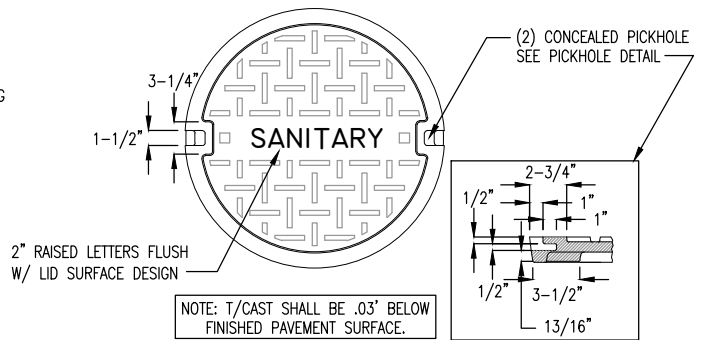 (2) CONCEALED PICKHOLE
SEE PICKHOLE DETAIL
3-1/4"
G
1-1/2"
SANITARY
2-3/4"
1/2"
1"
1"
2" RAISED LETTERS FLUSH
W/ LID SURFACE DESIGN
1/2"
3-1/2"
13/16"
NOTE: T/CAST SHALL BE .03' BELOW
FINISHED PAVEMENT SURFACE.